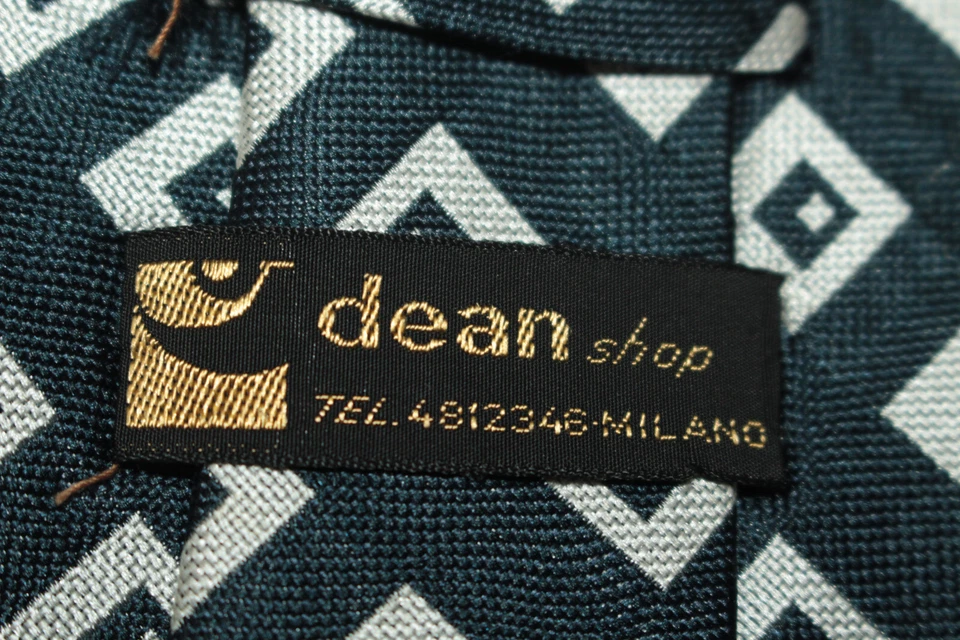 dean shop
TEL. 4812346-MILANO